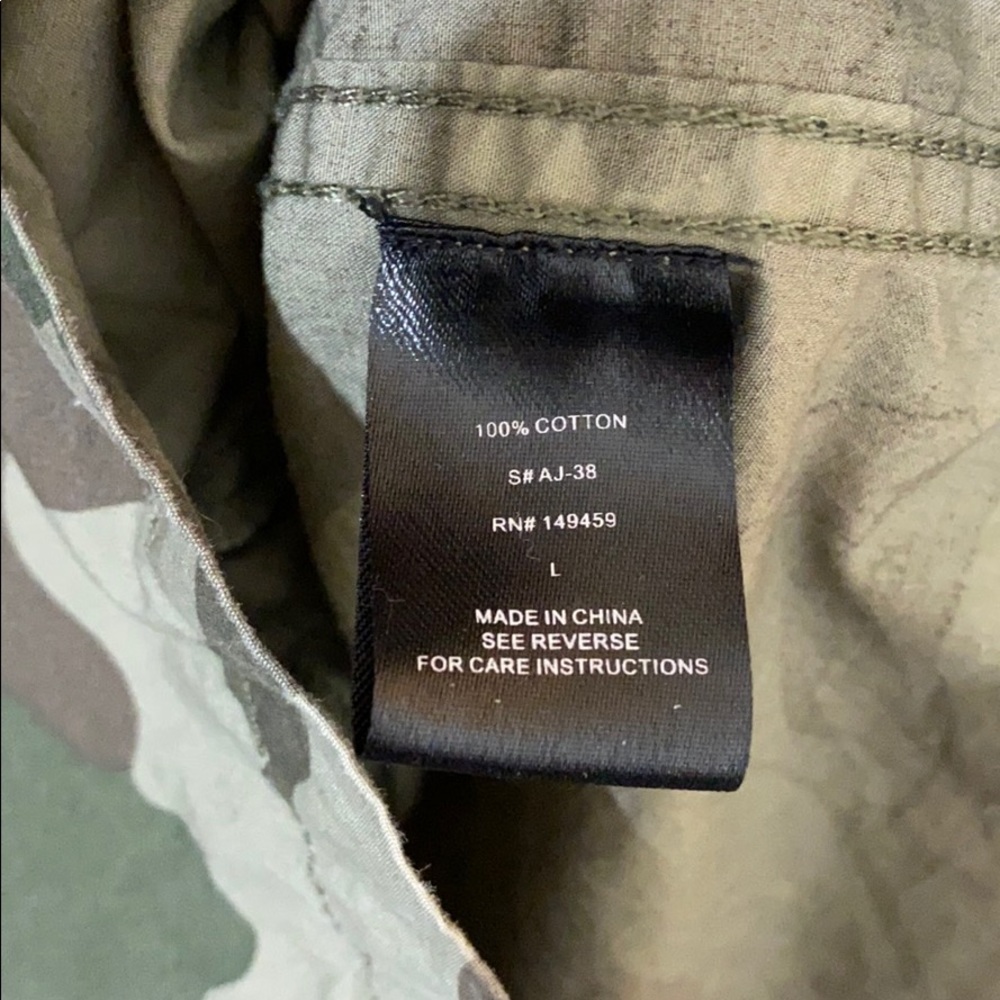 100% COTTON
S# AJ-38
RN# 149459
L
MADE IN CHINA
SEE REVERSE
FOR CARE INSTRUCTIONS